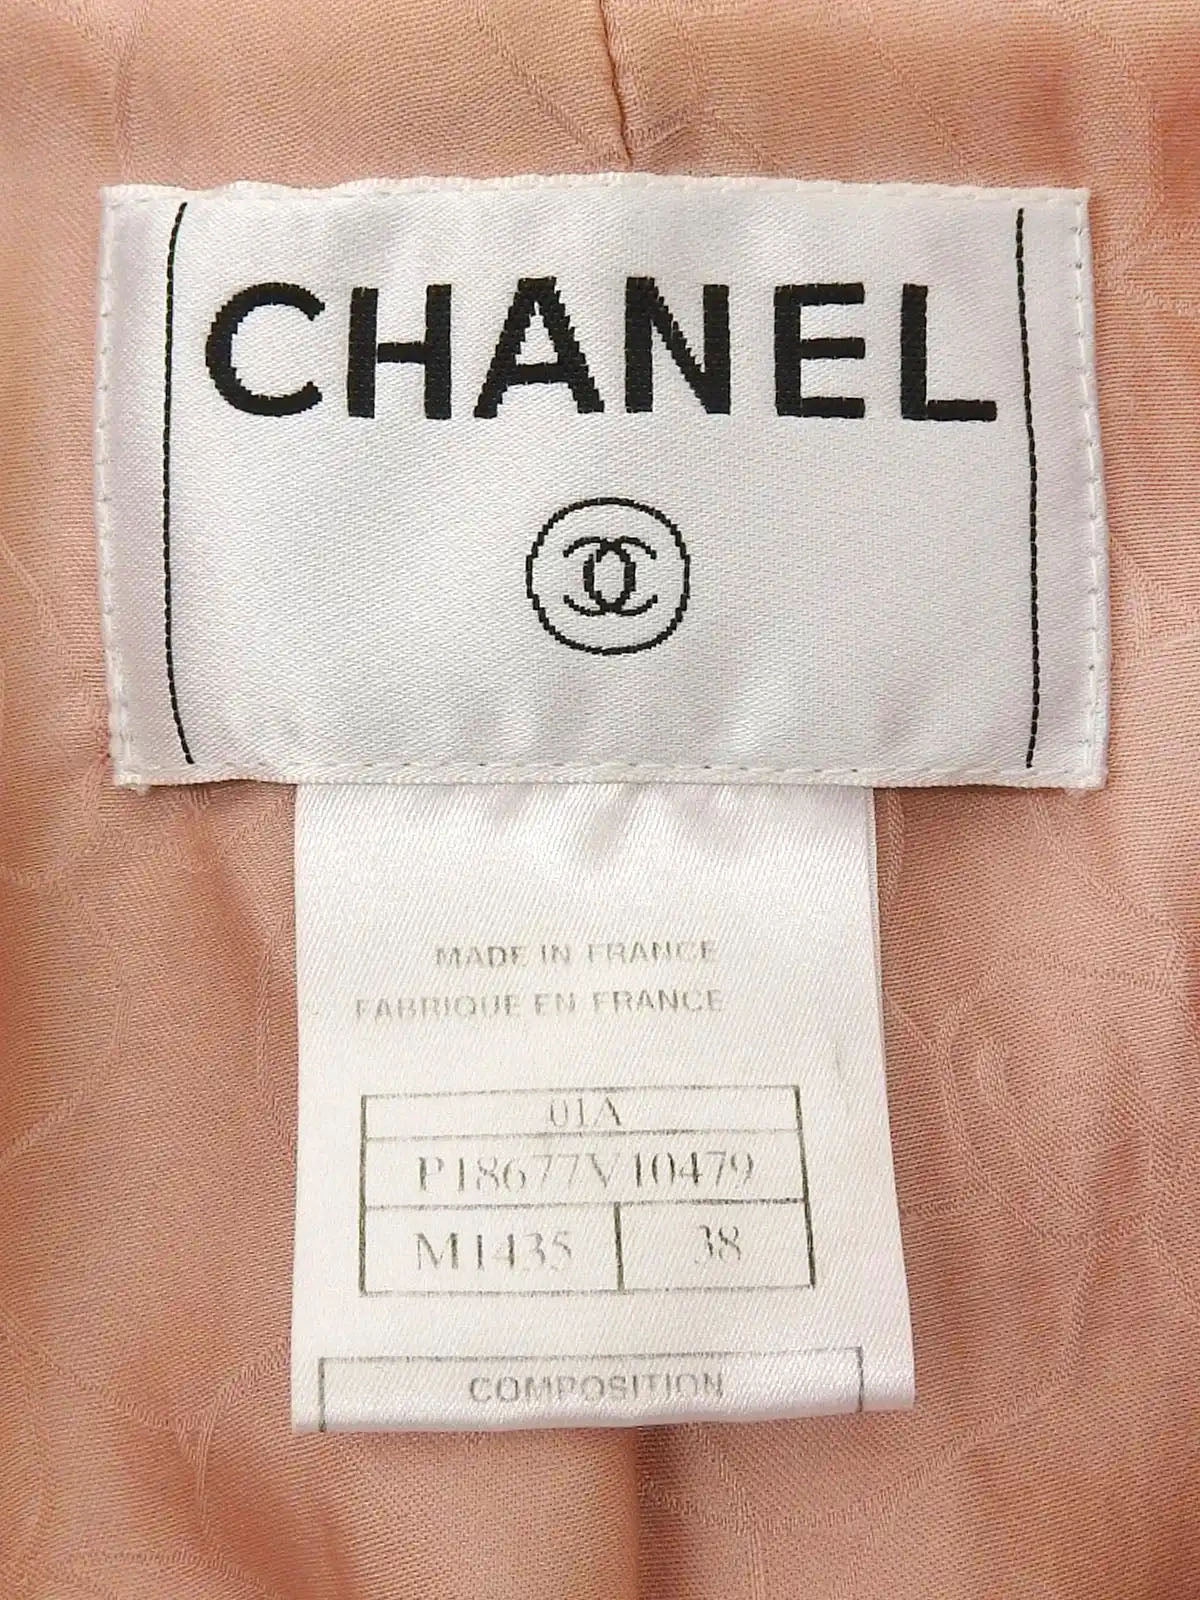 CHANEL
MADE IN FRANCE
FABRIQUE EN FRANCE
01A
P18677V10479
M1435 38
COMPOSITION